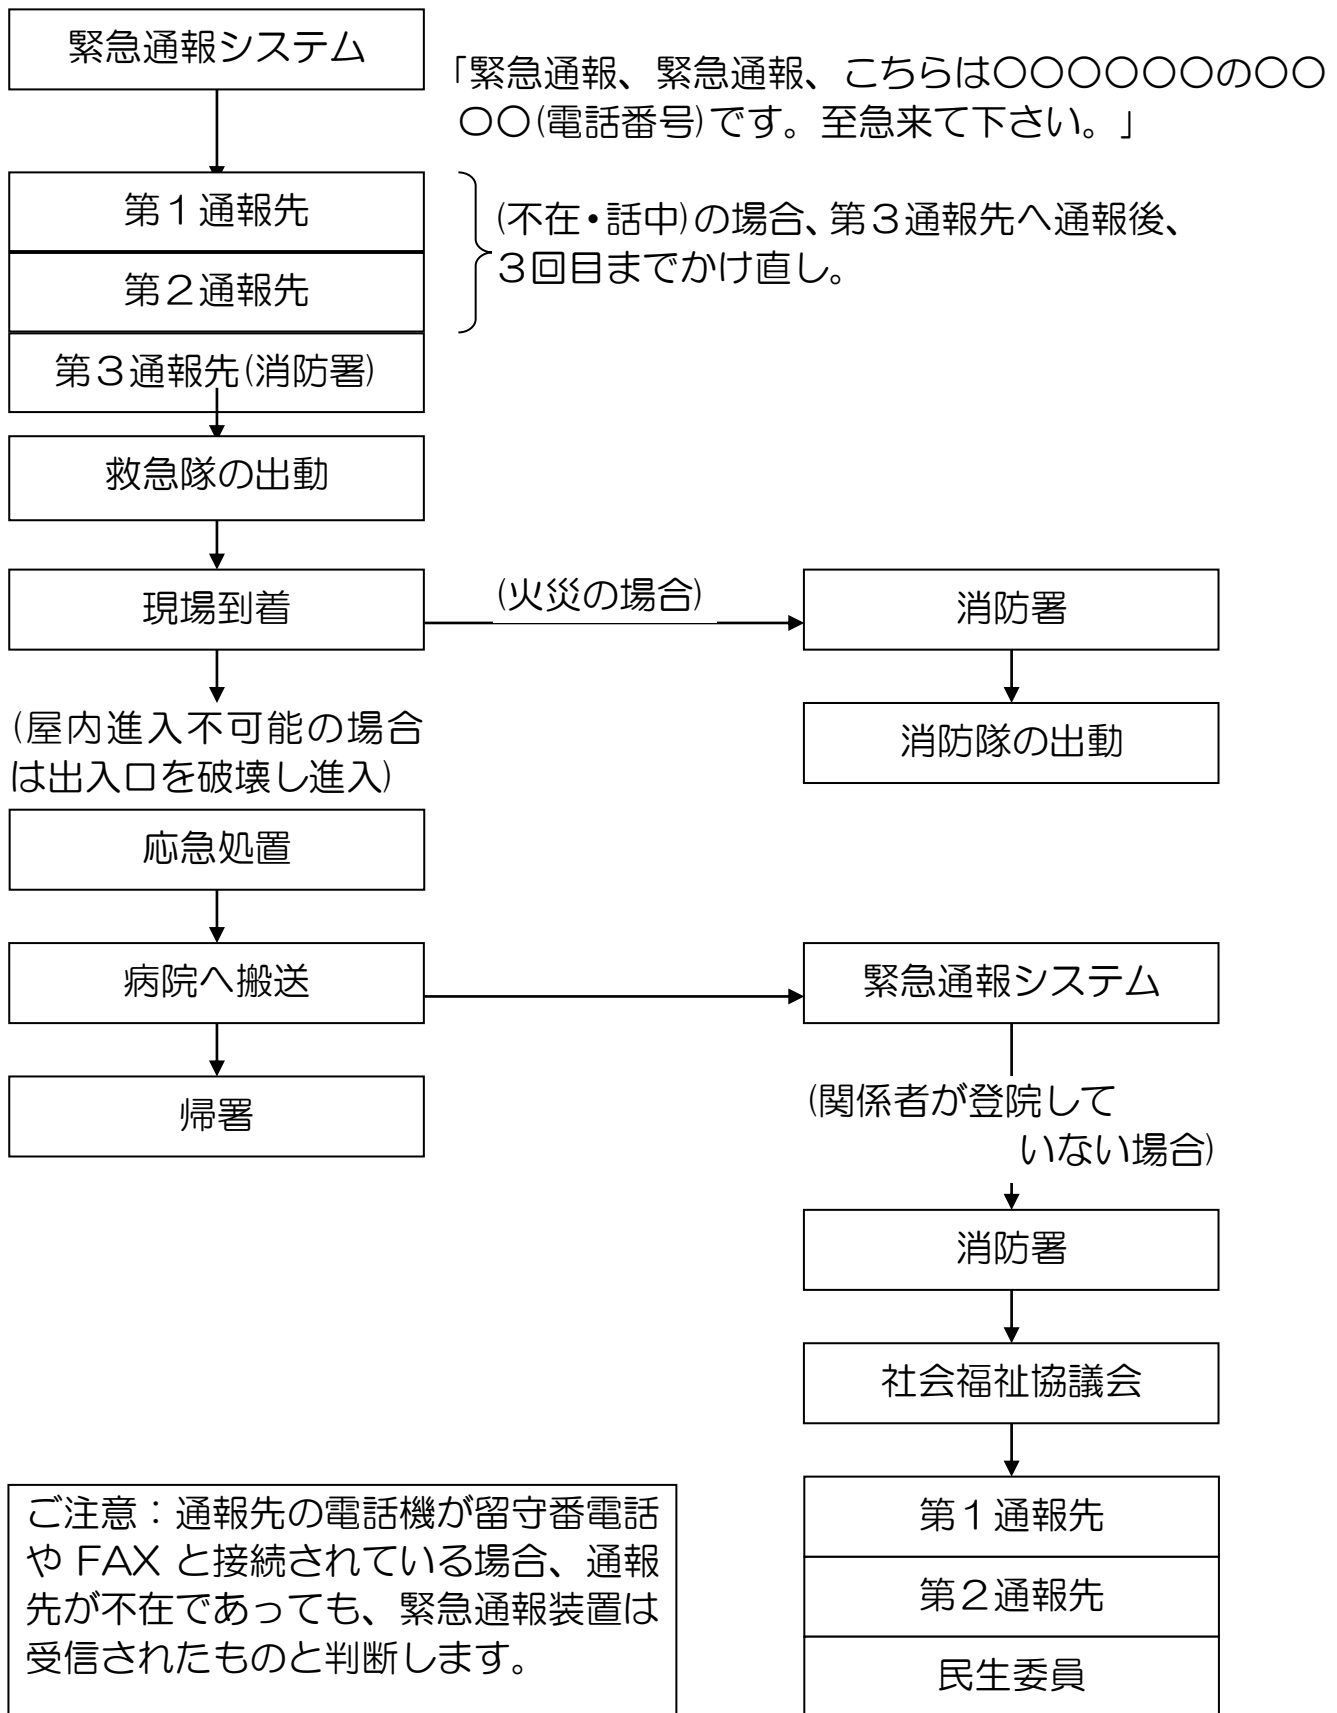 緊急通報システム
「緊急通報、緊急通報、こちらは〇〇〇〇〇〇の〇〇
〇〇(電話番号)です。至急来て下さい。」
第１通報先
第２通報先
第３通報先(消防署)
(不在・話中)の場合、第３通報先へ通報後、
３回目までかけ直し。
救急隊の出動
現場到着
(火災の場合)
消防署
消防隊の出動
(屋内進入不可能の場合
は出入口を破壊し進入)
応急処置
病院へ搬送
帰署
緊急通報システム
(関係者が登院して
いない場合)
消防署
社会福祉協議会
第１通報先
第２通報先
民生委員
ご注意：通報先の電話機が留守番電話
や FAX と接続されている場合、通報
先が不在であっても、緊急通報装置は
受信されたものと判断します。